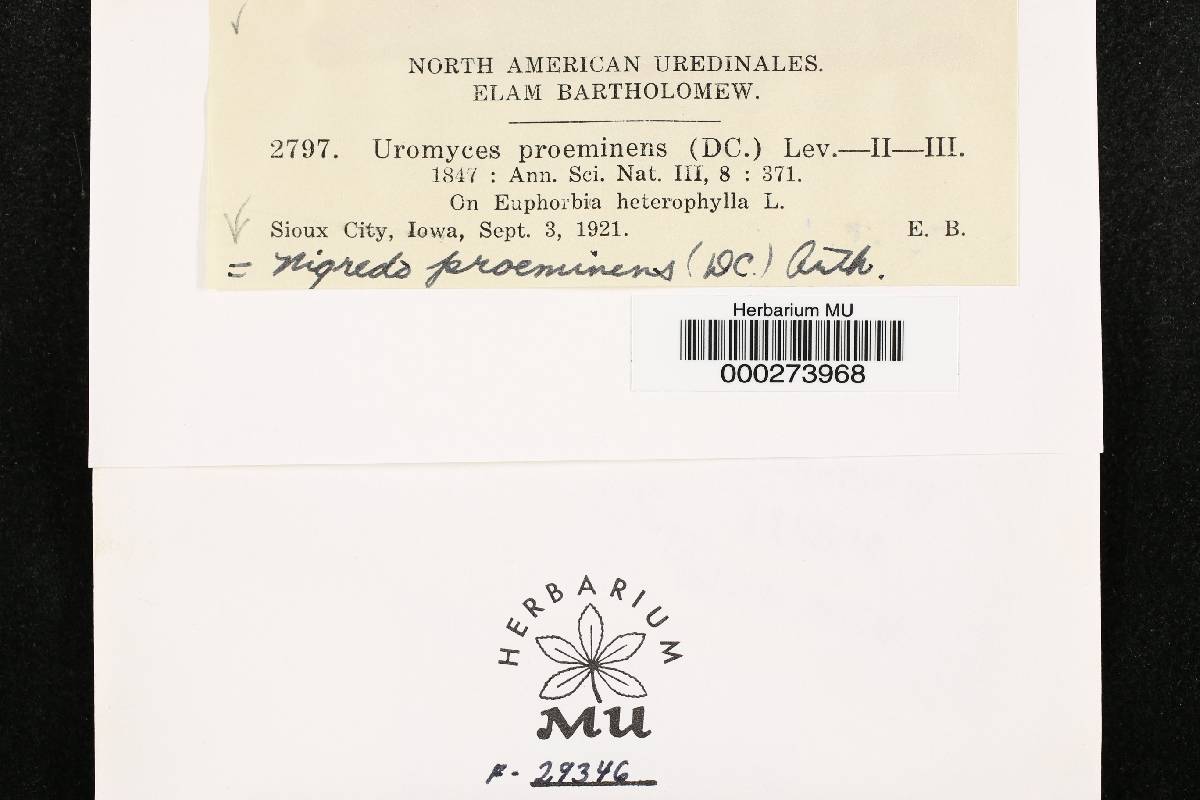 NORTH AMERICAN UREDINALES.
ELAM BARTHOLOMEW.
2797. Uromyces proeminens (DC.) Lev.—II—III.
1847 : Ann. Sci. Nat. III, 8 : 371.
On Euphorbia heterophylla L.
Sioux City, Iowa, Sept. 3, 1921. E. B.
= Nigredo proeminens (DC.) Arth.
Herbarium MU
000273968
HERBARIUM
MU
F- 29346